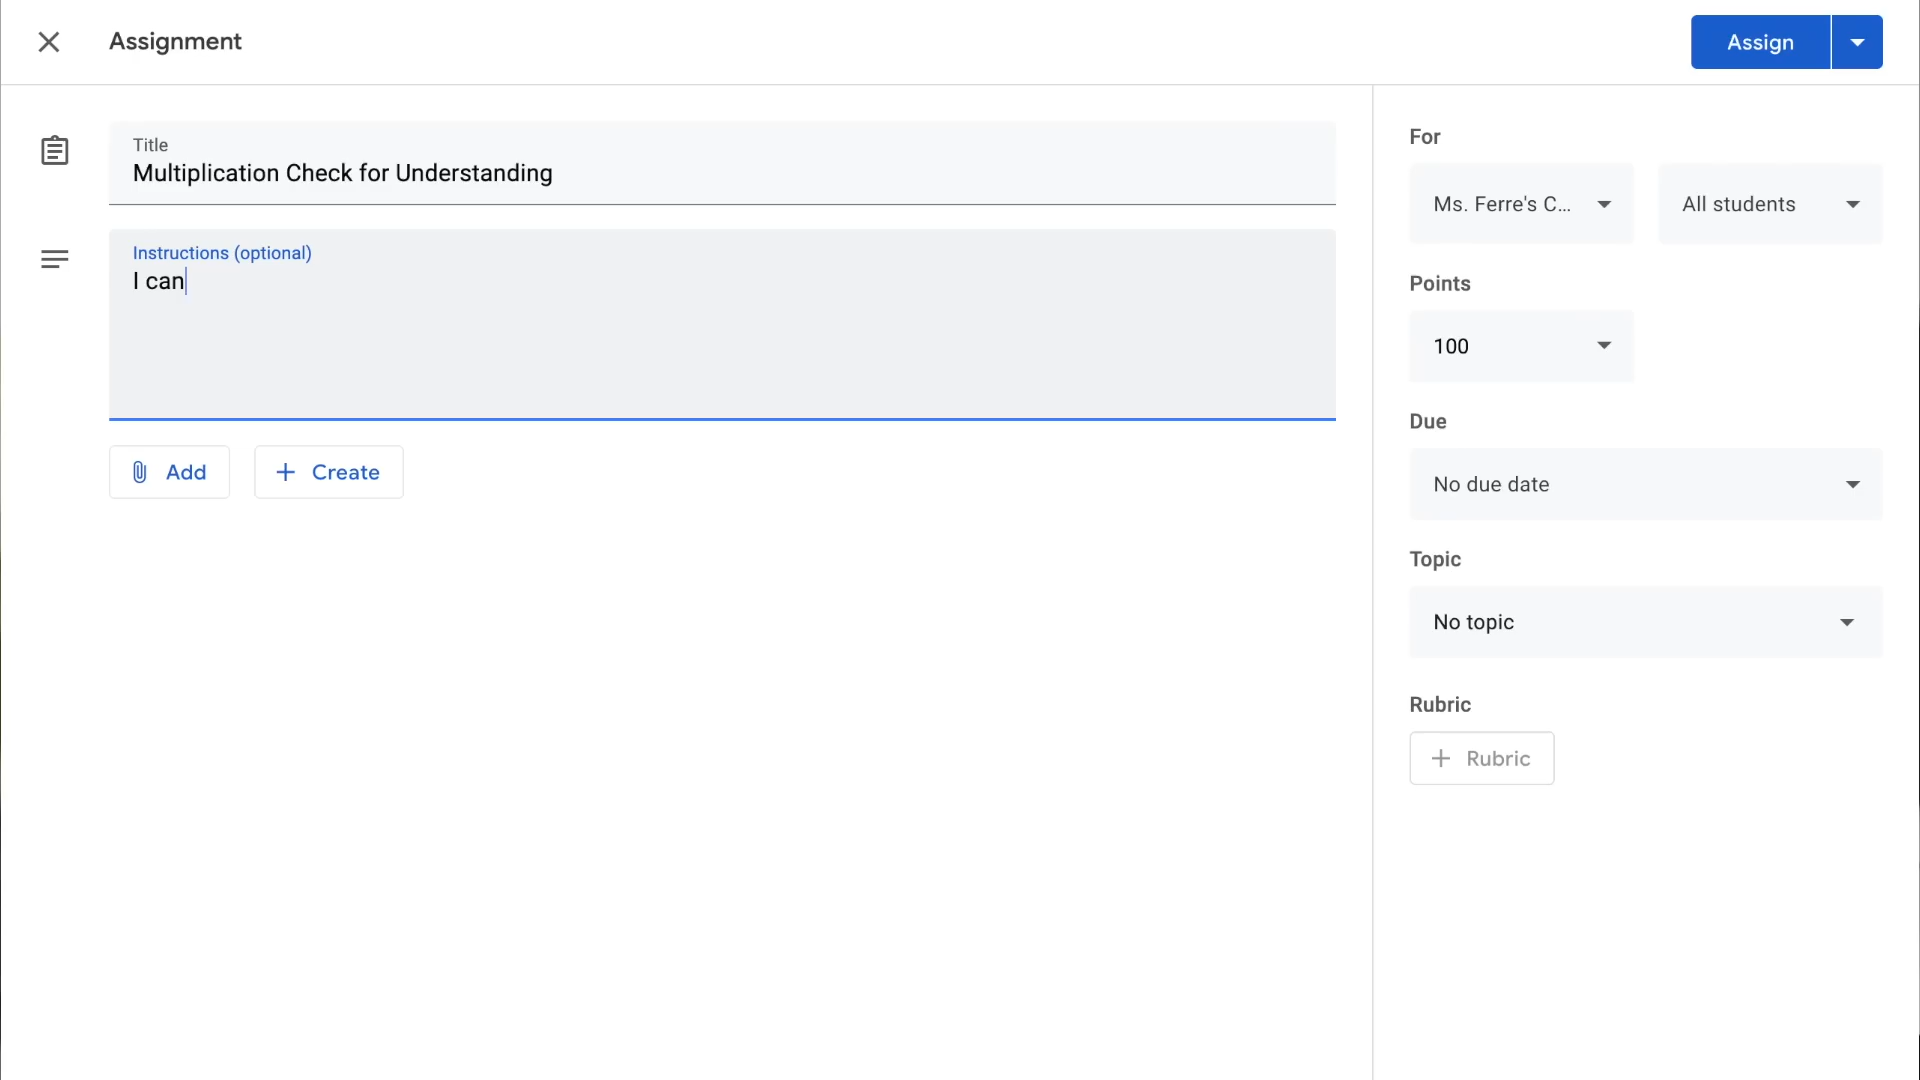 Assignment
Assign
Title
Multiplication Check for Understanding
Instructions (optional)
I can
Add
Create
For
Ms. Ferre's C...
All students
Points
100
Due
No due date
Topic
No topic
Rubric
Rubric